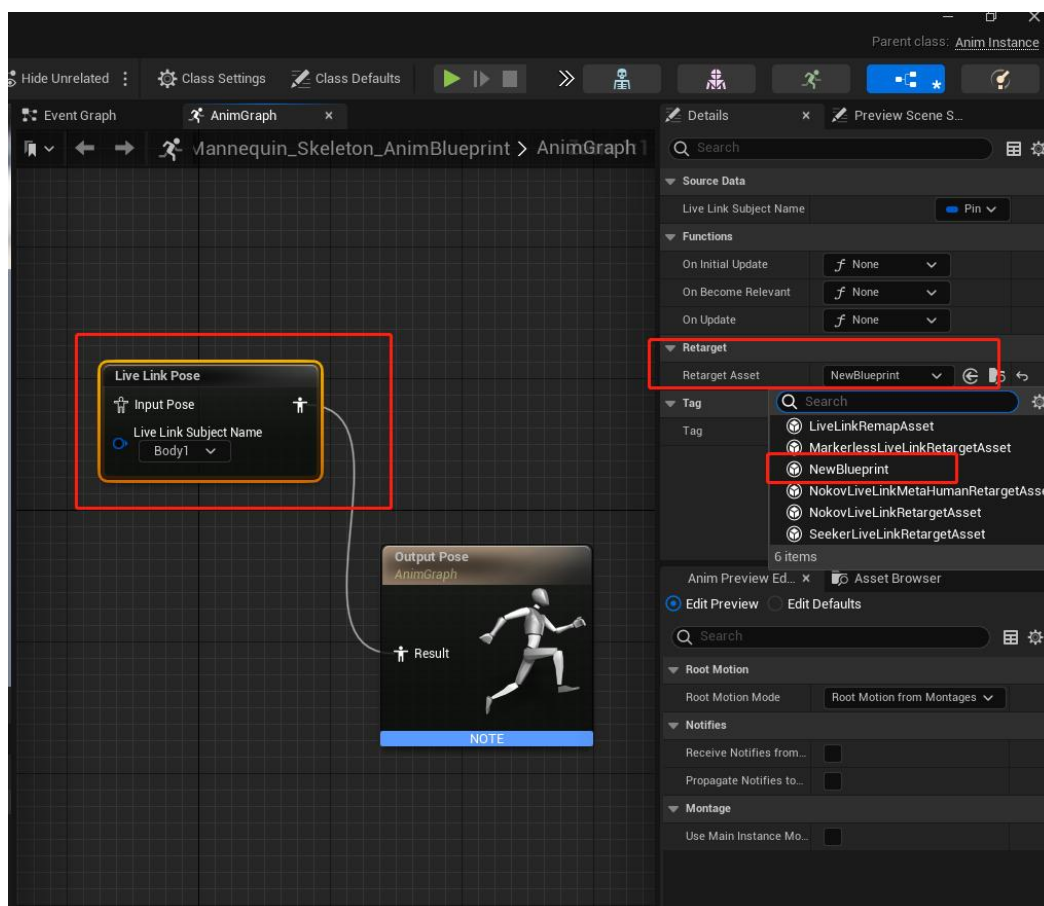 Parent class: Anim Instance
Hide Unrelated
Class Settings
Class Defaults
Event Graph
AnimGraph
Details
Preview Scene S...
Mannequin_Skeleton_AnimBlueprint > AnimGraph
Search
Source Data
Live Link Subject Name
Pin
Functions
On Initial Update
None
On Become Relevant
None
On Update
None
Retarget
Retarget Asset
NewBlueprint
Tag
Tag
Search
LiveLinkRemapAsset
MarkerlessLiveLinkRetargetAsset
NewBlueprint
NokovLiveLinkMetaHumanRetargetAss
NokovLiveLinkRetargetAsset
SeekerLiveLinkRetargetAsset
6 items
Live Link Pose
Input Pose
Live Link Subject Name
Body1
Output Pose
AnimGraph
Result
NOTE
Anim Preview Ed...
Asset Browser
Edit Preview
Edit Defaults
Search
Root Motion
Root Motion Mode
Root Motion from Montages
Notifies
Receive Notifies from...
Propagate Notifies to...
Montage
Use Main Instance Mo...